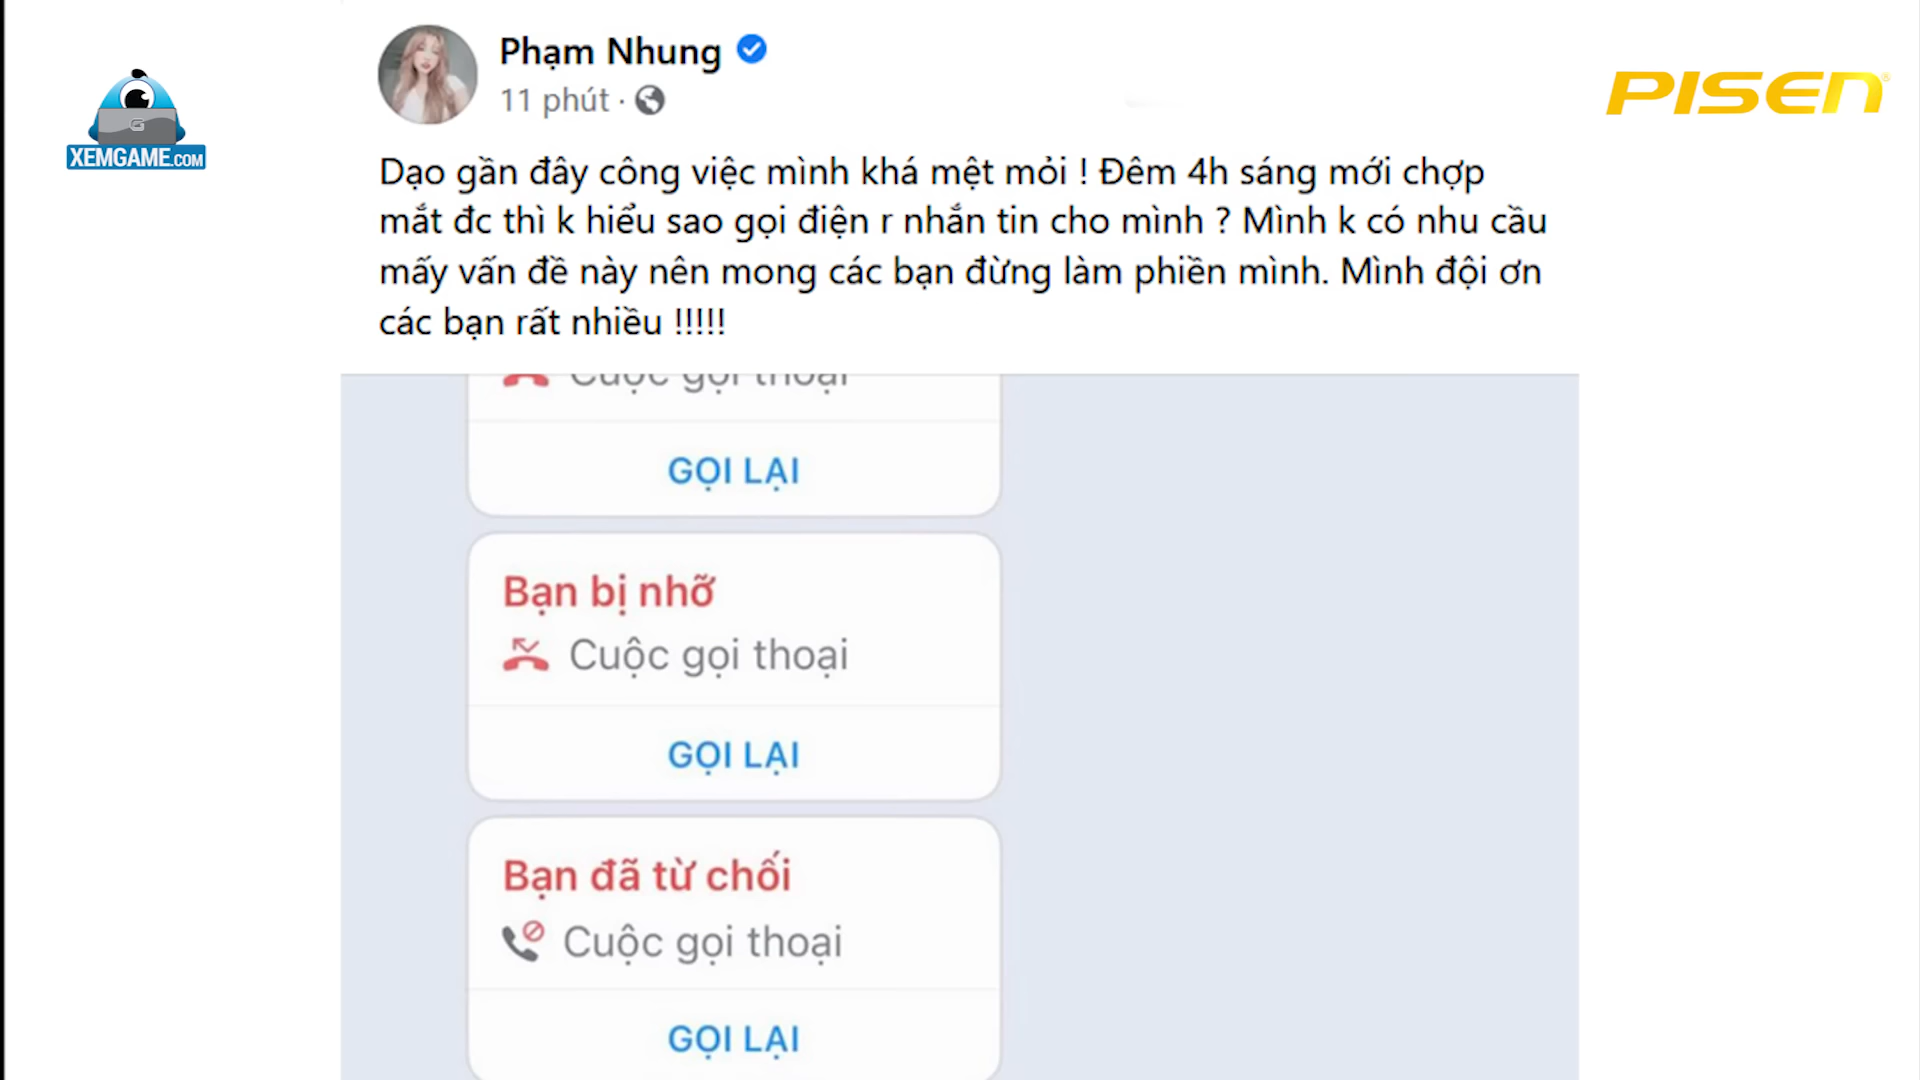 Phạm Nhung
11 phút ·
XEMGAME.COM
PISEN
Dạo gần đây công việc mình khá mệt mỏi ! Đêm 4h sáng mới chợp
mắt đc thì k hiểu sao gọi điện r nhắn tin cho mình ? Mình k có nhu cầu
mấy vấn đề này nên mong các bạn đừng làm phiền mình. Mình đội ơn
các bạn rất nhiều !!!!!
Cuộc gọi thoại
GỌI LẠI
Bạn bị nhỡ
Cuộc gọi thoại
GỌI LẠI
Bạn đã từ chối
Cuộc gọi thoại
GỌI LẠI